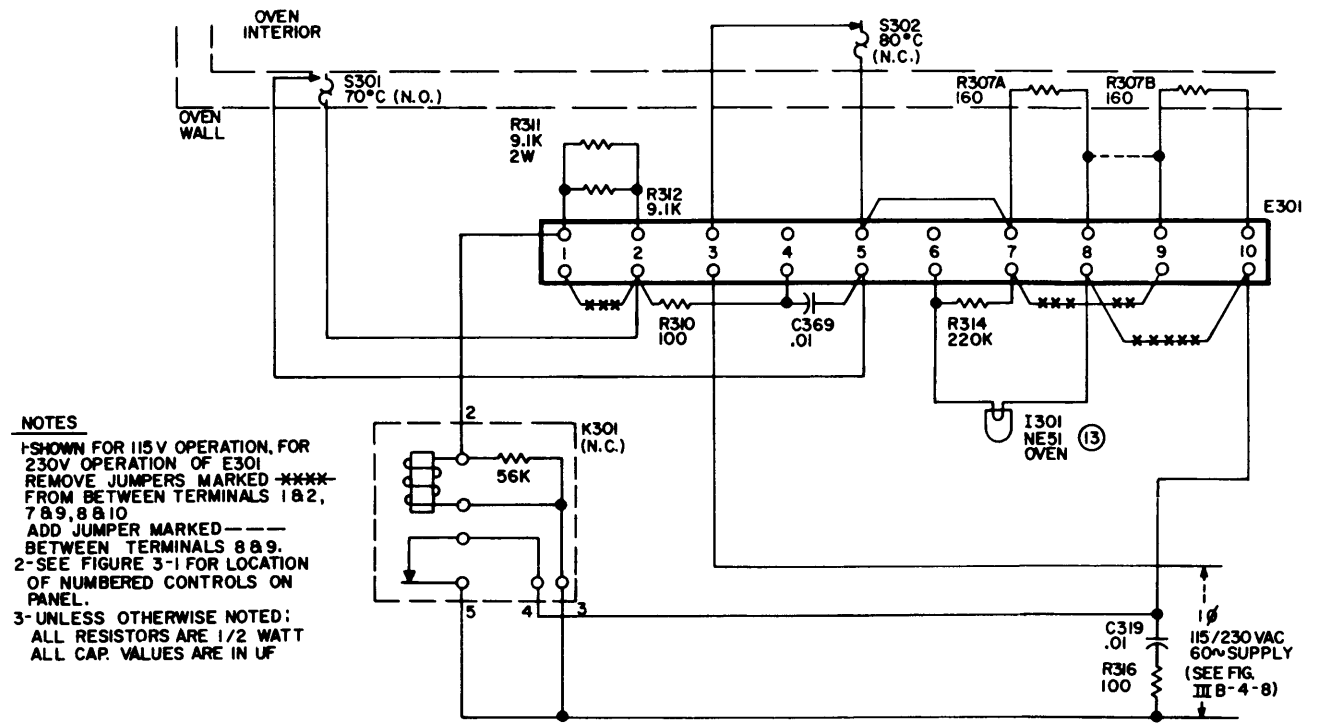 OVEN
INTERIOR
S302
80°C
(N.C.)
S301
70°C (N.O.)
R307A
160
R307B
160
OVEN
WALL
R311
9.1K
2W
R312
9.1K
E301
1 2 3 4 5 6 7 8 9 10
R310
100
C369
.01
R314
220K
I301
NE51
OVEN
13
2
K301
(N.C.)
56K
5 4 3
NOTES
1-SHOWN FOR 115V OPERATION, FOR
230V OPERATION OF E301
REMOVE JUMPERS MARKED -XXXX-
FROM BETWEEN TERMINALS 1&2,
7&9, 8&10
ADD JUMPER MARKED ----
BETWEEN TERMINALS 8&9.
2-SEE FIGURE 3-1 FOR LOCATION
OF NUMBERED CONTROLS ON
PANEL.
3-UNLESS OTHERWISE NOTED:
ALL RESISTORS ARE 1/2 WATT
ALL CAP. VALUES ARE IN UF
C319
.01
R316
100
1Ø
115/230 VAC
60~SUPPLY
(SEE FIG.
III B-4-8)